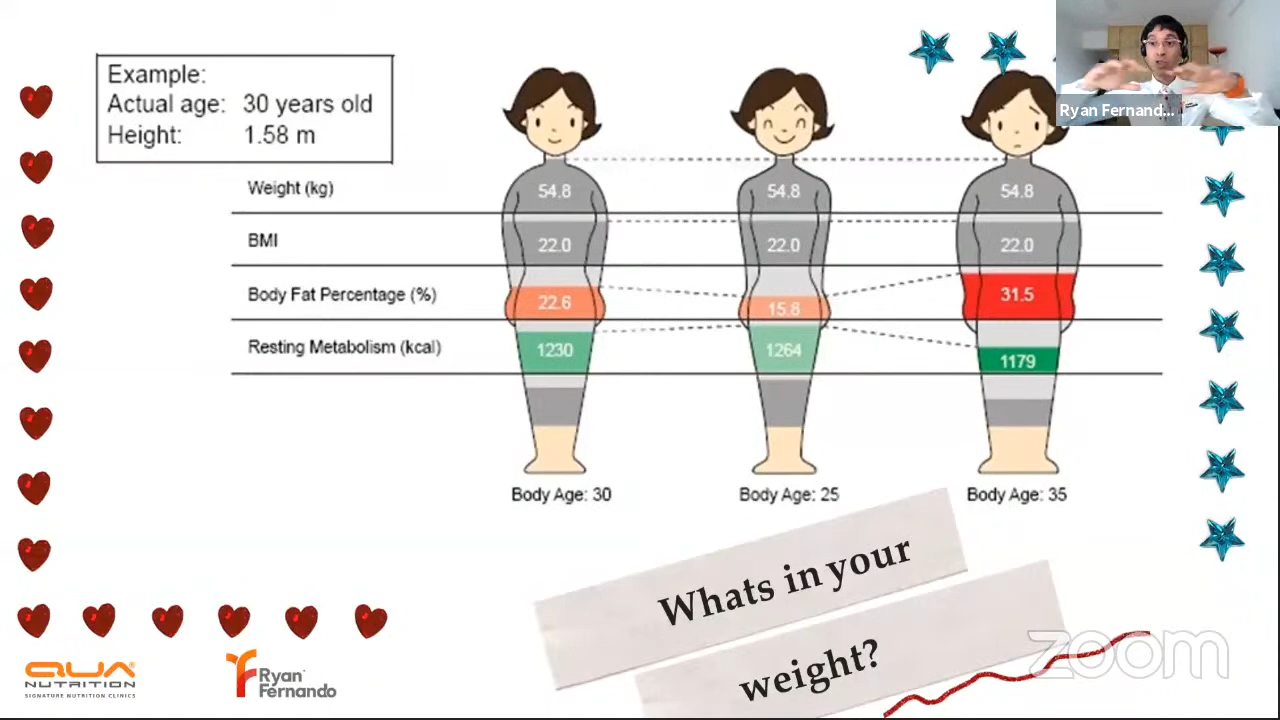 Example:
Actual age: 30 years old
Height: 1.58 m
Ryan Fernand...
Weight (kg) 54.8 54.8 54.8
BMI 22.0 22.0 22.0
Body Fat Percentage (%) 22.6 15.8 31.5
Resting Metabolism (kcal) 1230 1264 1179
Body Age: 30 Body Age: 25 Body Age: 35
Whats in your
weight?
QUA
NUTRITION
SIGNATURE NUTRITION CLINICS
Ryan
Fernando
zoom